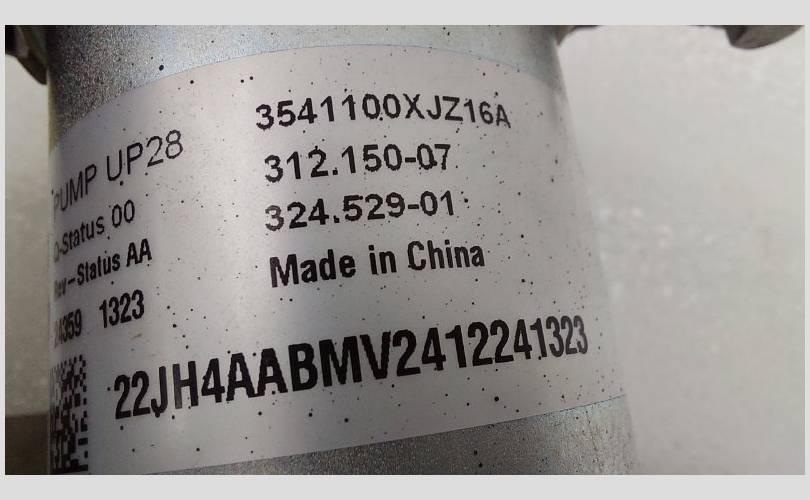 3541100XJZ16A
PUMP UP28
312.150-07
Status 00
324.529-01
Status AA
Made in China
1323
22JH4AABMV2412241323